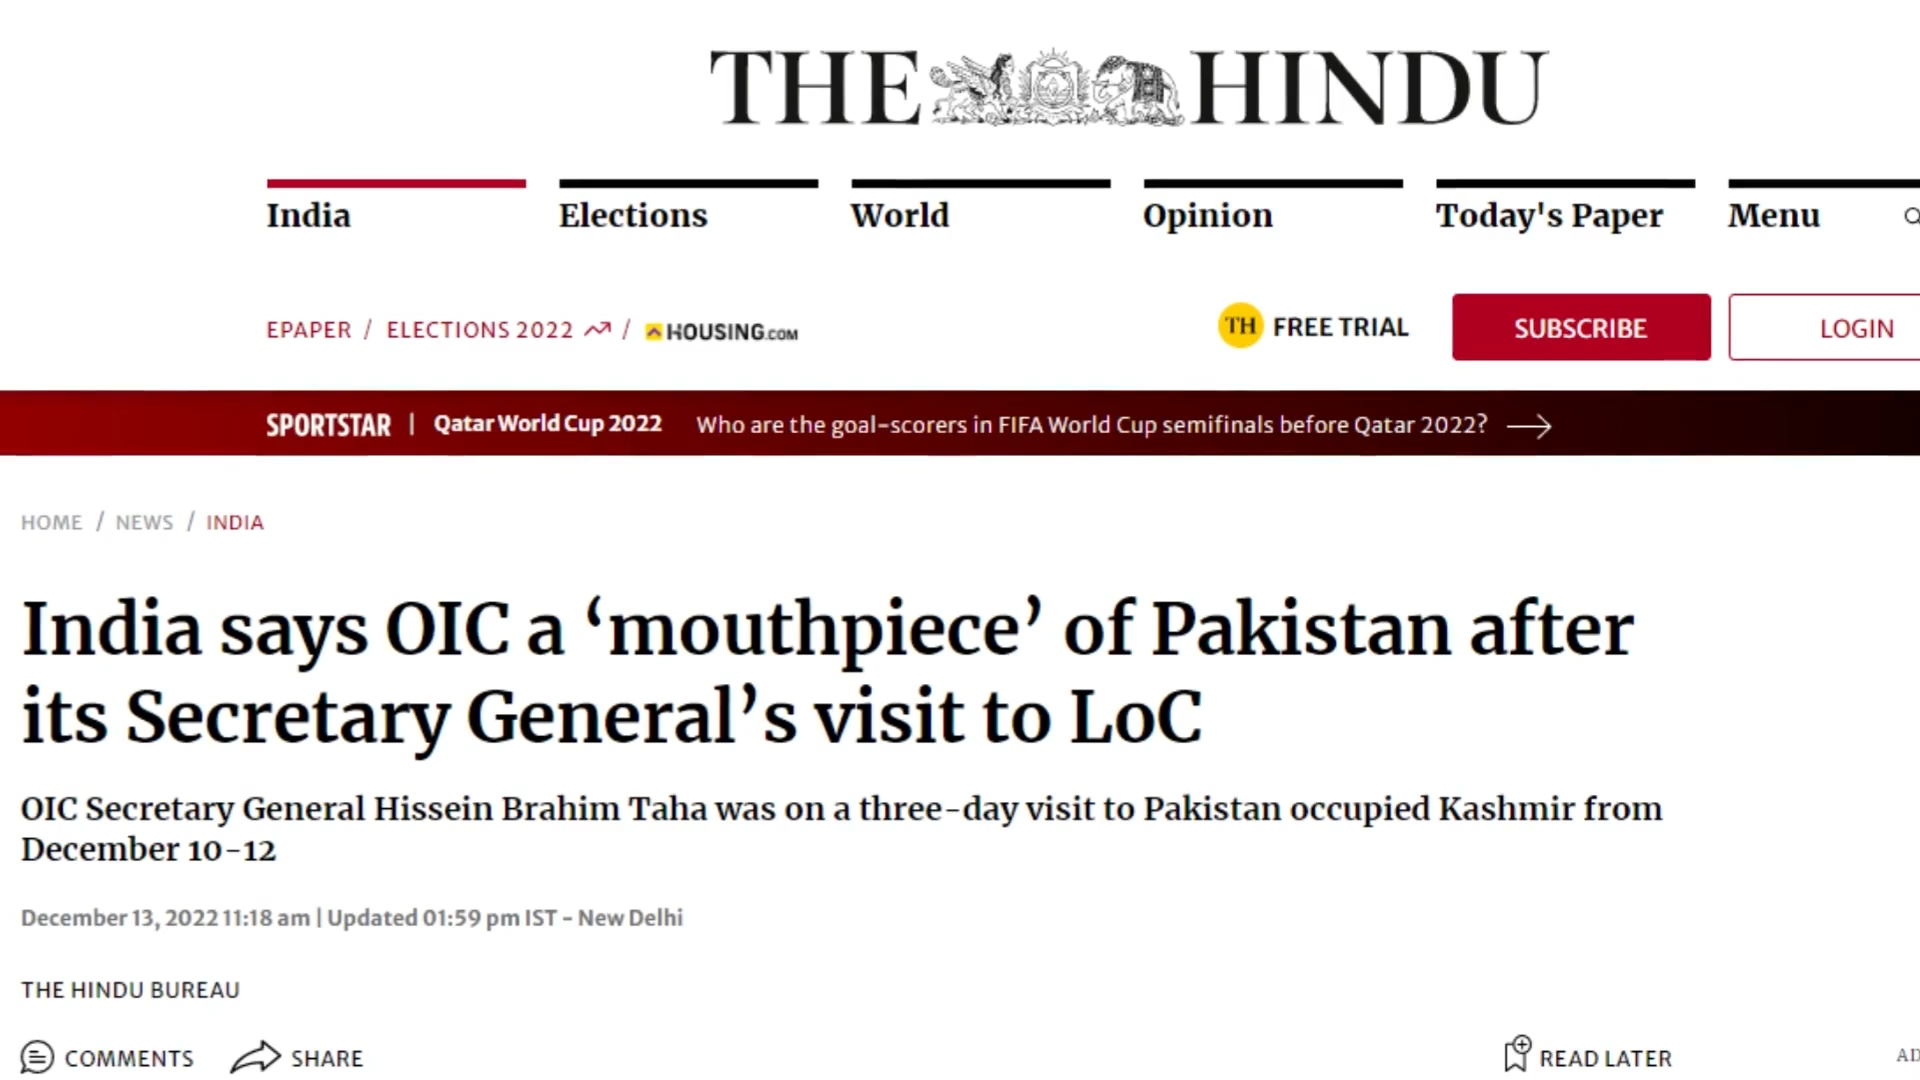 THE HINDU
India Elections World Opinion Today's Paper Menu
EPAPER / ELECTIONS 2022 / HOUSING.COM TH FREE TRIAL SUBSCRIBE LOGIN
SPORTSTAR | Qatar World Cup 2022 Who are the goal-scorers in FIFA World Cup semifinals before Qatar 2022?
HOME / NEWS / INDIA
India says OIC a ‘mouthpiece’ of Pakistan after
its Secretary General’s visit to LoC
OIC Secretary General Hissein Brahim Taha was on a three-day visit to Pakistan occupied Kashmir from
December 10-12
December 13, 2022 11:18 am | Updated 01:59 pm IST - New Delhi
THE HINDU BUREAU
COMMENTS SHARE READ LATER AD